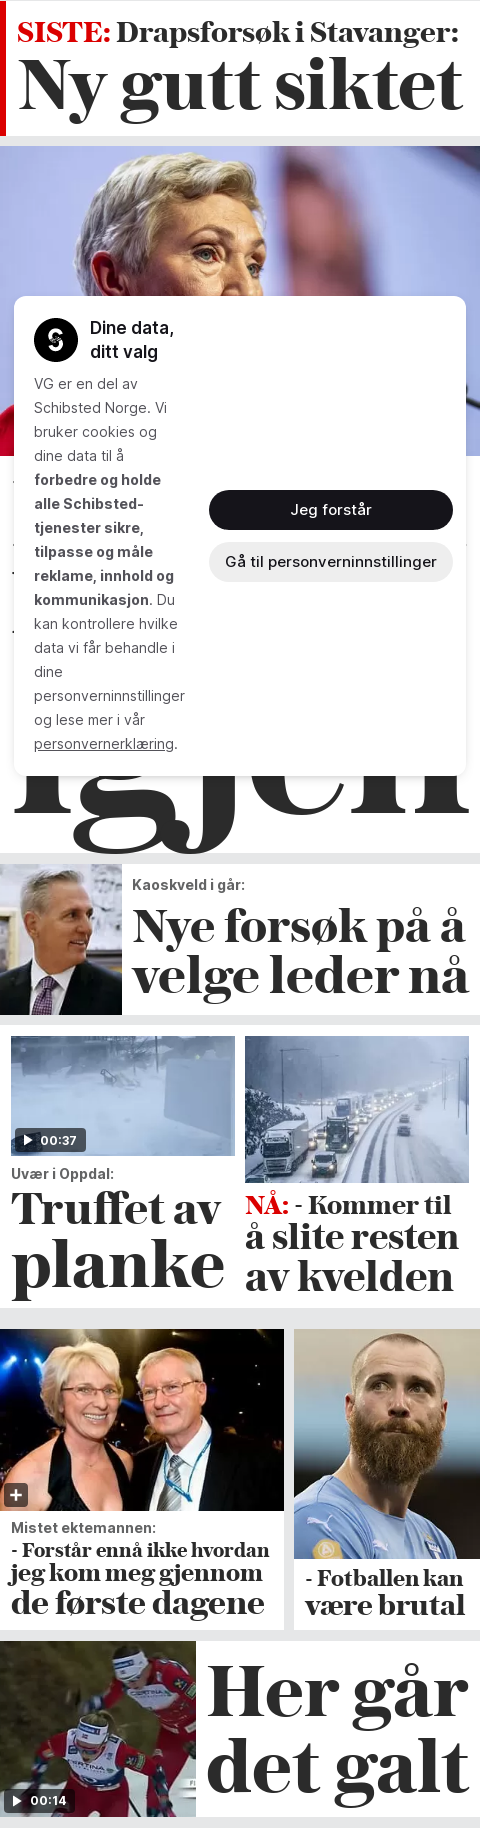 SISTE: Drapsforsøk i Stavanger:
Ny gutt siktet
Dine data,
ditt valg
VG er en del av
Schibsted Norge. Vi
bruker cookies og
dine data til å
forbedre og holde
alle Schibsted-
tjenester sikre,
tilpasse og måle
reklame, innhold og
kommunikasjon. Du
kan kontrollere hvilke
data vi får behandle i
dine
personverninnstillinger
og lese mer i vår
personvernerklæring.
Jeg forstår
Gå til personverninnstillinger
igjen
Kaoskveld i går:
Nye forsøk på å
velge leder nå
00:37
Uvær i Oppdal:
Truffet av
planke
NÅ: - Kommer til
å slite resten
av kvelden
Mistet ektemannen:
- Forstår ennå ikke hvordan
jeg kom meg gjennom
de første dagene
- Fotballen kan
være brutal
00:14
Her går
det galt